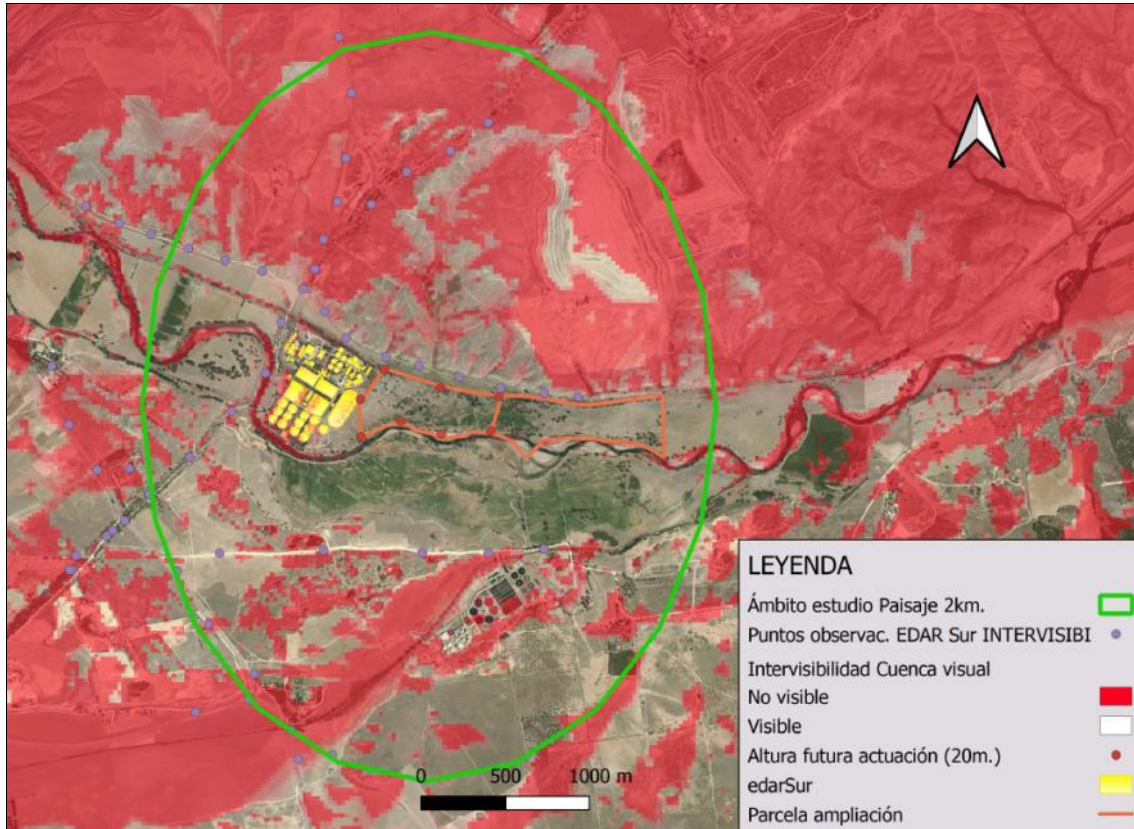 LEYENDA
Ámbito estudio Paisaje 2km.
Puntos observac. EDAR Sur INTERVISIBI
Intervisibilidad Cuenca visual
No visible
Visible
Altura futura actuación (20m.)
edarSur
Parcela ampliación
0 500 1000 m